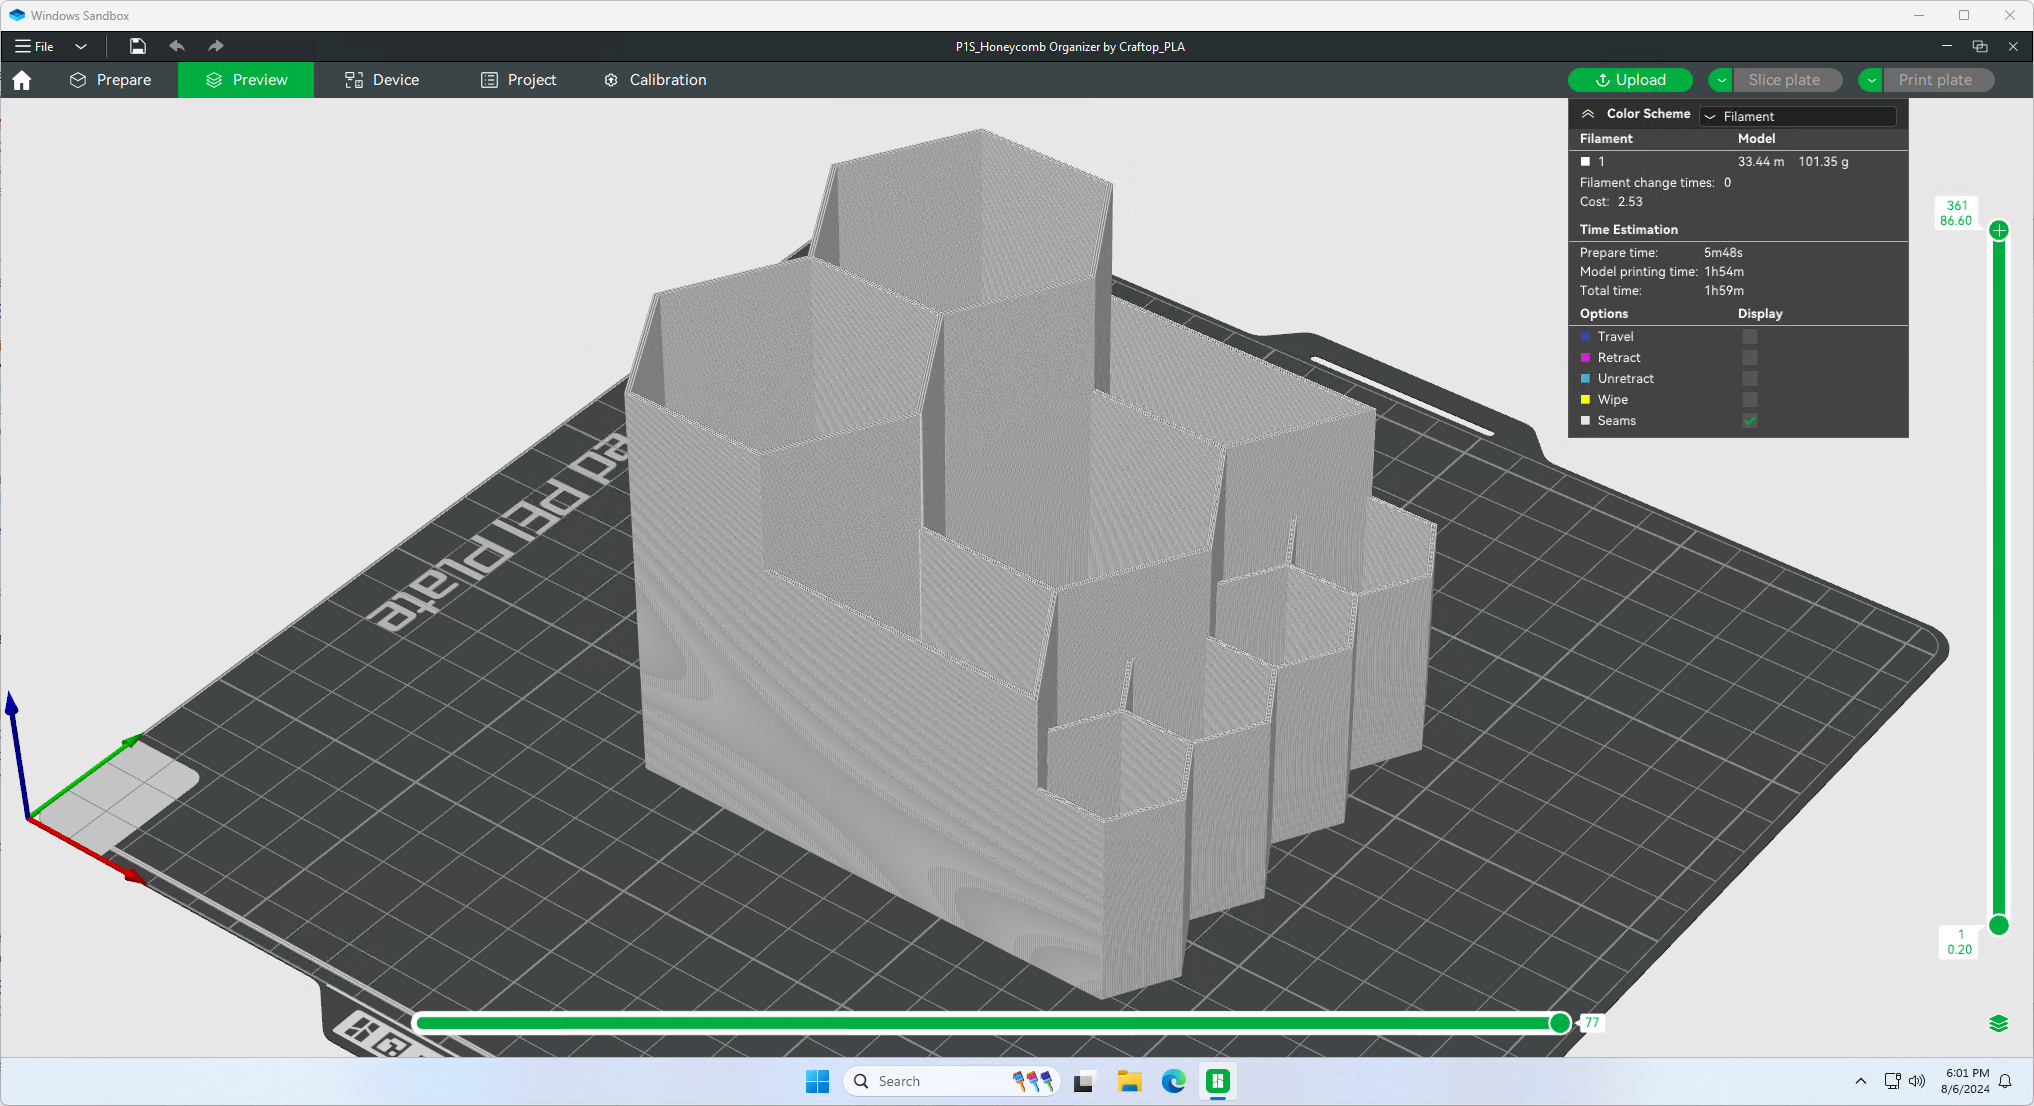 Windows Sandbox
File
P1S_Honeycomb Organizer by Craftop_PLA
Prepare
Preview
Device
Project
Calibration
Upload
Slice plate
Print plate
Color Scheme
Filament
Filament Model
1 33.44 m 101.35 g
Filament change times: 0
Cost: 2.53
Time Estimation
Prepare time: 5m48s
Model printing time: 1h54m
Total time: 1h59m
Options Display
Travel
Retract
Unretract
Wipe
Seams
361
86.60
1
0.20
ed PEI Plate
77
Search
6:01 PM
8/6/2024